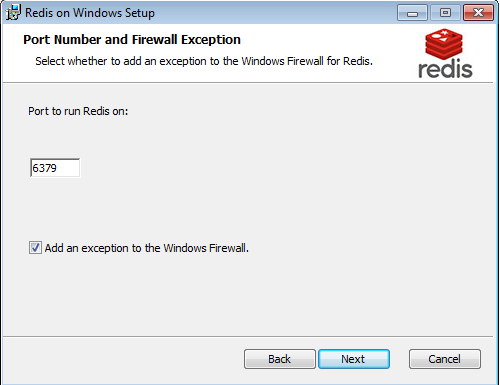 Redis on Windows Setup
Port Number and Firewall Exception
Select whether to add an exception to the Windows Firewall for Redis.
redis
Port to run Redis on:
6379
Add an exception to the Windows Firewall.
Back
Next
Cancel